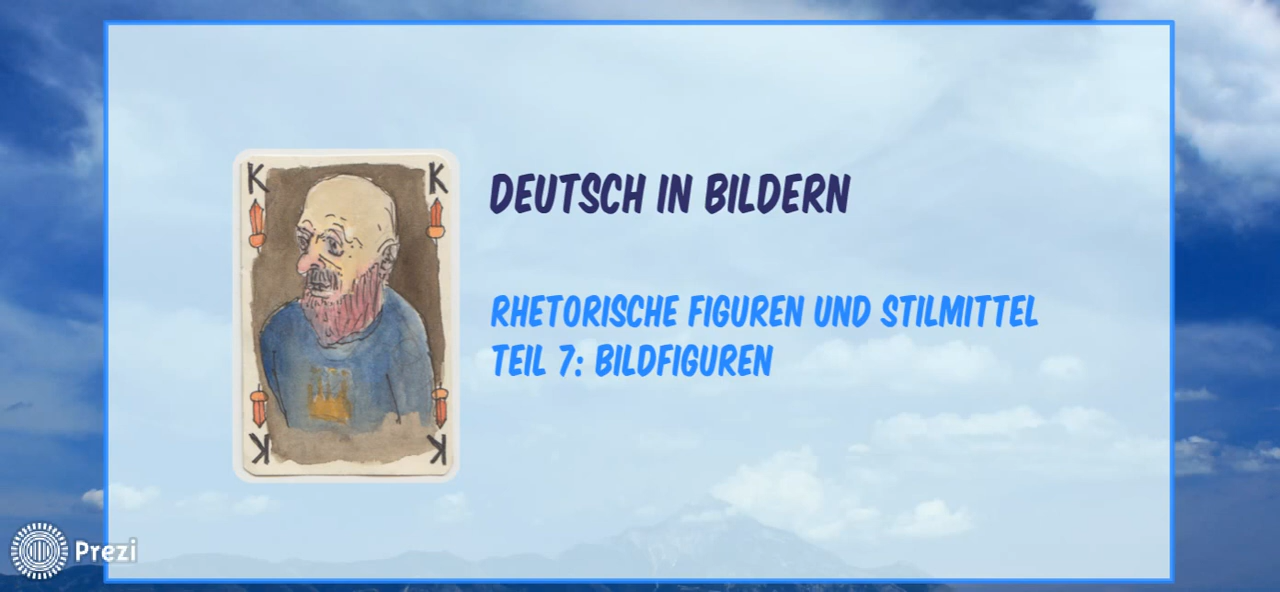 K K
DEUTSCH IN BILDERN
RHETORISCHE FIGUREN UND STILMITTEL
TEIL 7: BILDFIGUREN
K K
Prezi